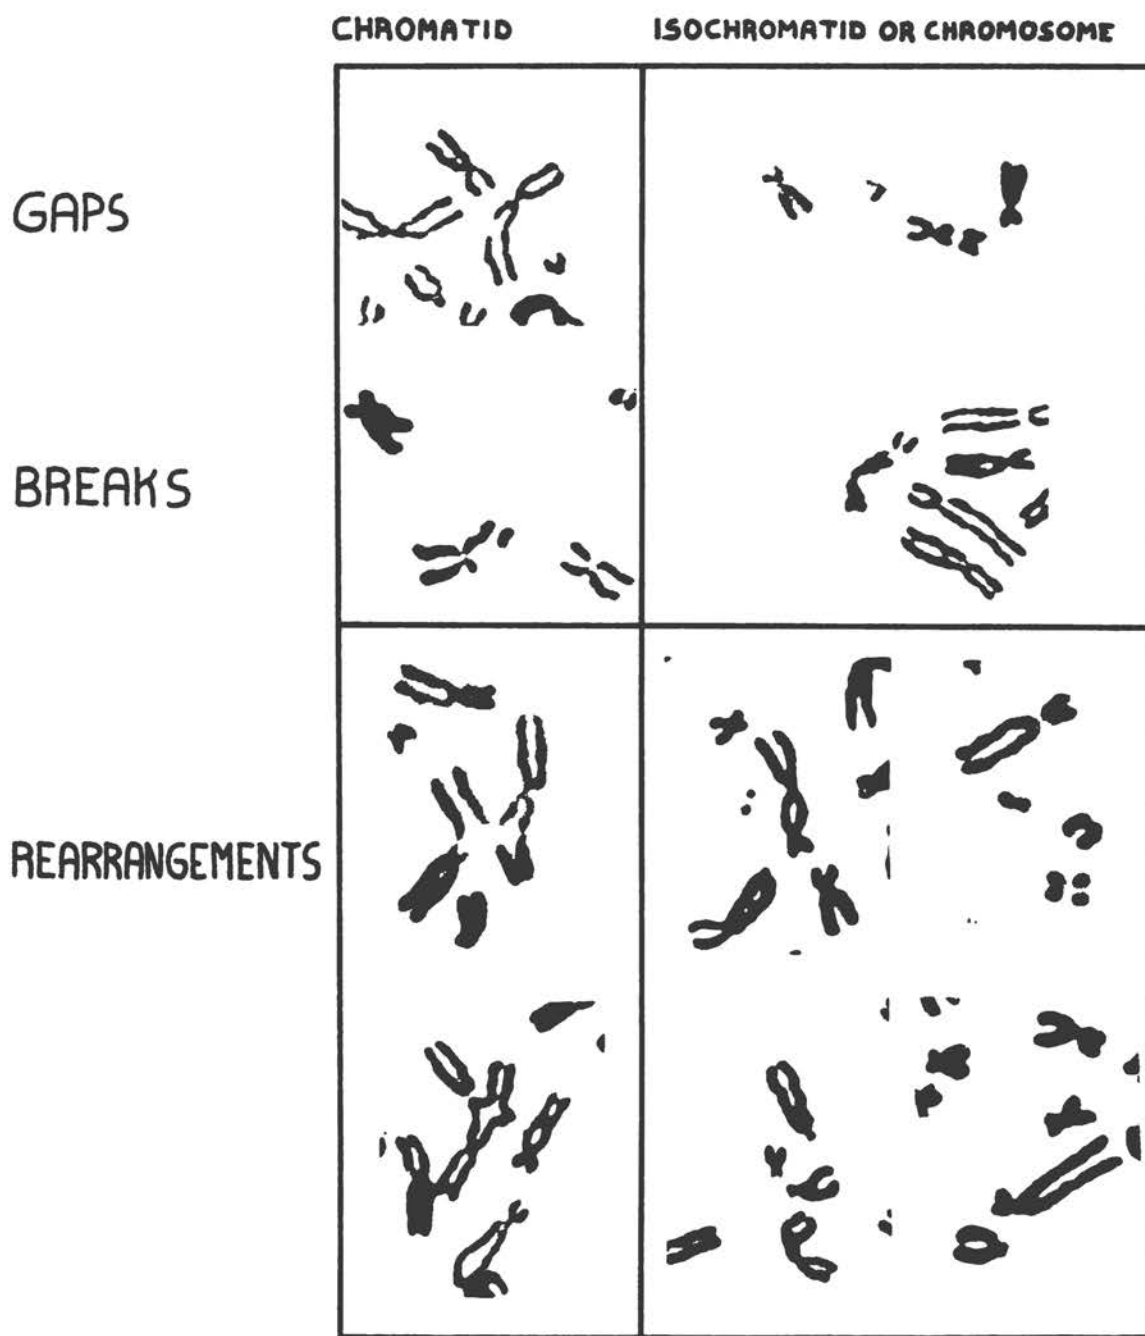 CHROMATID
ISOCHROMATID OR CHROMOSOME
GAPS
BREAKS
REARRANGEMENTS